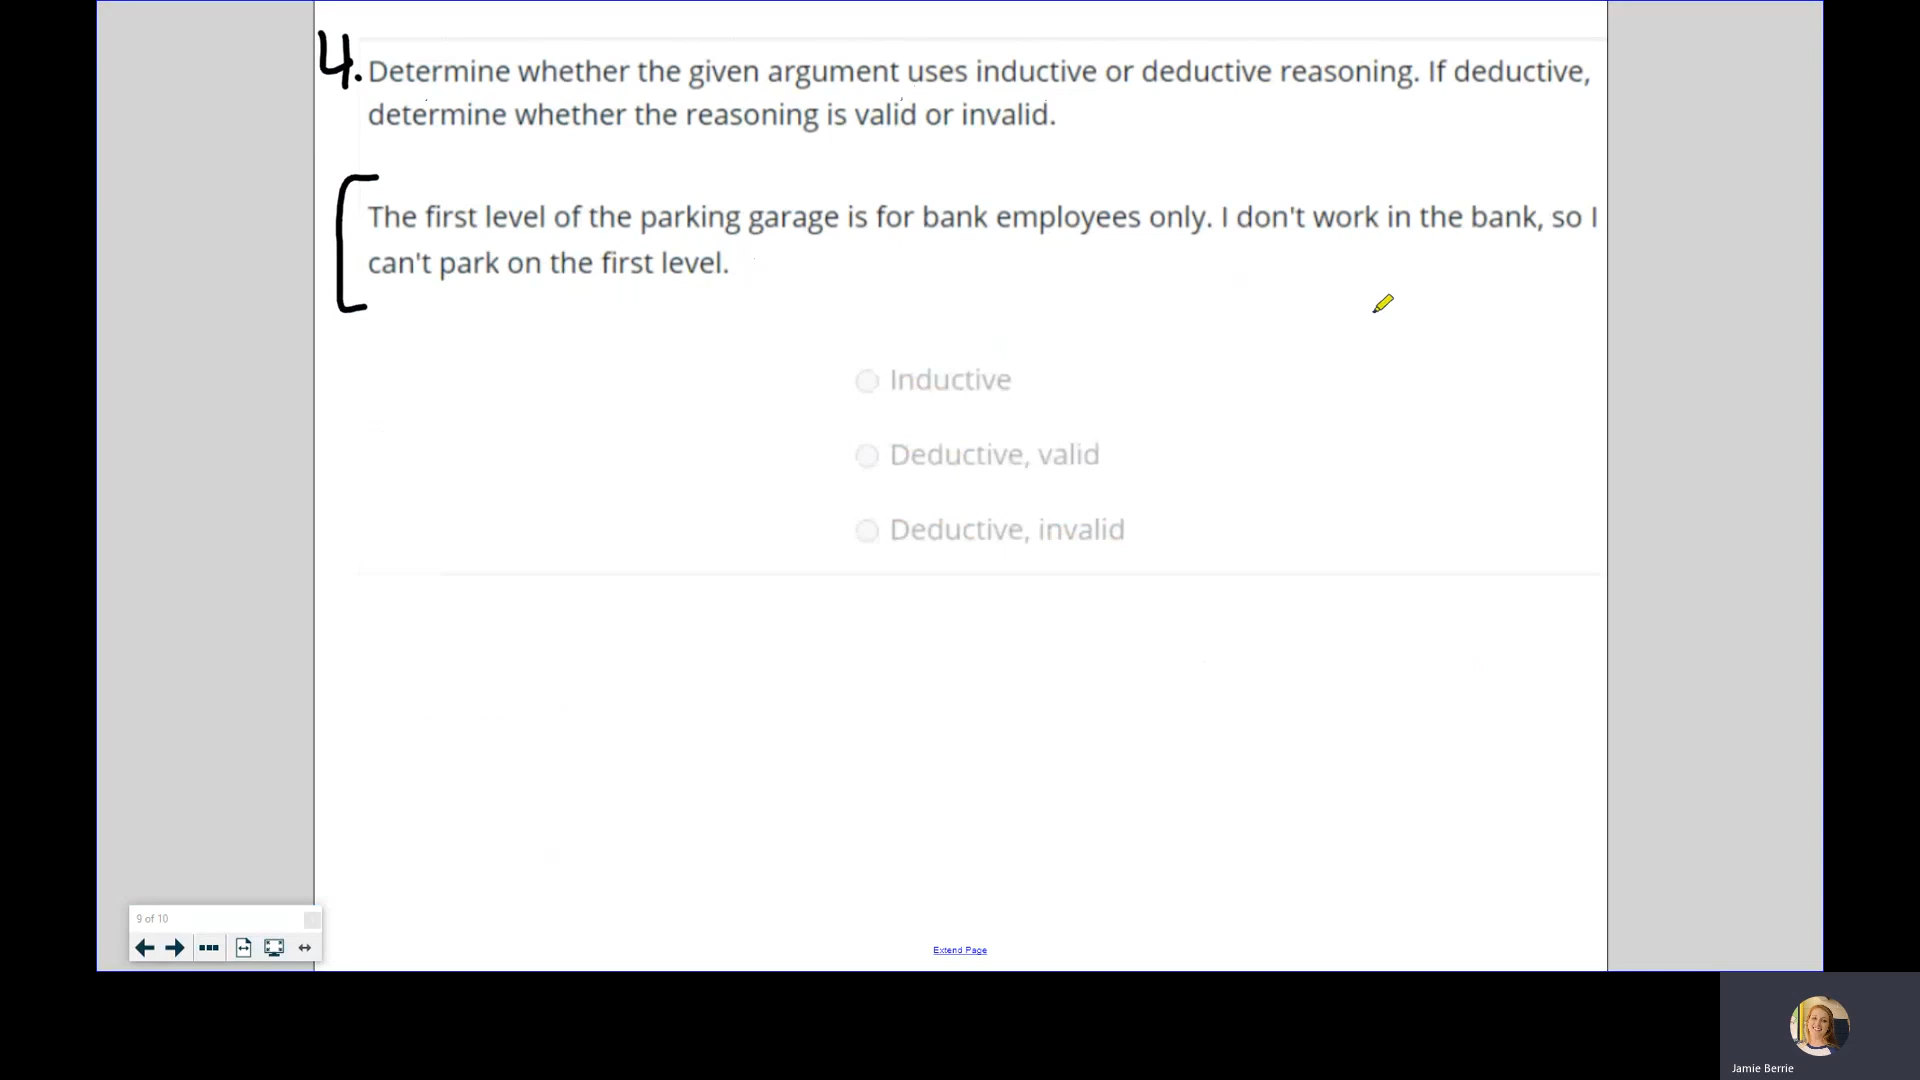 4.
Determine whether the given argument uses inductive or deductive reasoning. If deductive,
determine whether the reasoning is valid or invalid.
The first level of the parking garage is for bank employees only. I don't work in the bank, so I
can't park on the first level.
Inductive
Deductive, valid
Deductive, invalid
9 of 10
Extend Page
Jamie Berrie